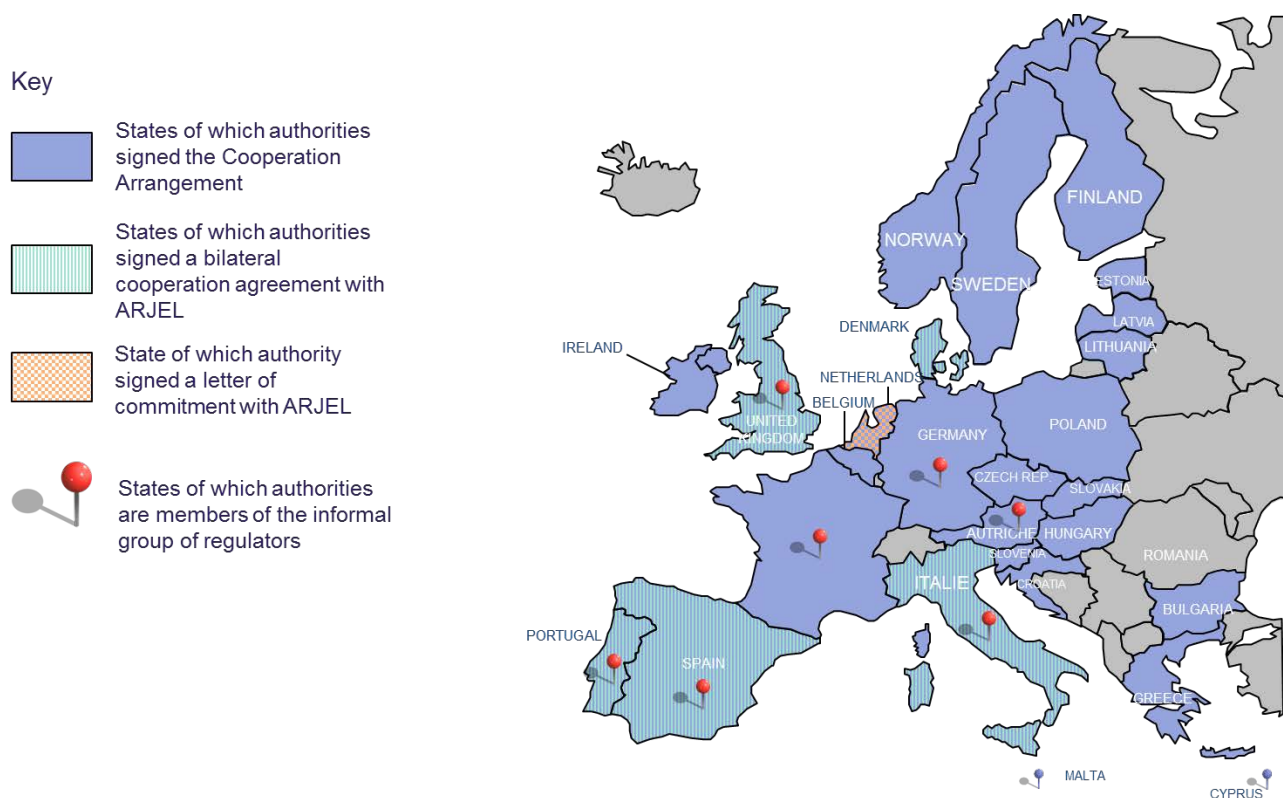 Key
States of which authorities
signed the Cooperation
Arrangement
States of which authorities
signed a bilateral
cooperation agreement with
ARJEL
State of which authority
signed a letter of
commitment with ARJEL
States of which authorities
are members of the informal
group of regulators
FINLAND
NORWAY
SWEDEN
ESTONIA
LATVIA
DENMARK
LITHUANIA
IRELAND
NETHERLANDS
BELGIUM
UNITED
KINGDOM
GERMANY
POLAND
CZECH REP.
SLOVAKIA
AUTRICHE
HUNGARY
SLOVENIA
ROMANIA
ITALIE
CROATIA
BULGARIA
PORTUGAL
SPAIN
GREECE
MALTA
CYPRUS